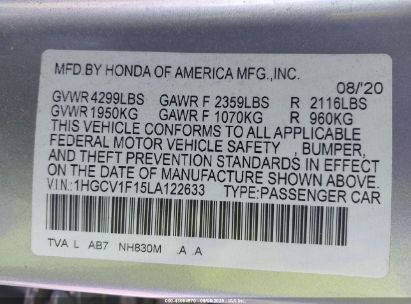 MFD.BY HONDA OF AMERICA MFG.,INC.
08/'20
GVWR 4299LBS GAWR F 2359LBS R 2116LBS
GVWR 1950KG GAWR F 1070KG R 960KG
THIS VEHICLE CONFORMS TO ALL APPLICABLE
FEDERAL MOTOR VEHICLE SAFETY , BUMPER,
AND THEFT PREVENTION STANDARDS IN EFFECT
ON THE DATE OF MANUFACTURE SHOWN ABOVE.
V.I.N.:1HGCV1F15LA122633 TYPE:PASSENGER CAR
TVA L AB7 NH830M .A .A